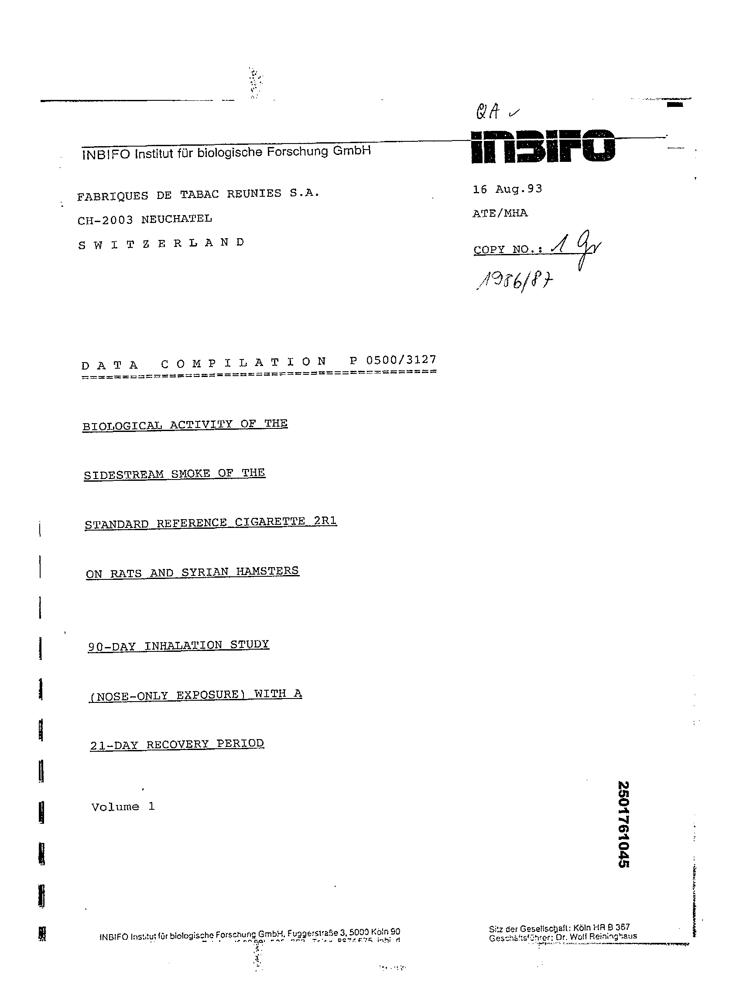 QA ✓
INBIFO
INBIFO Institut für biologische Forschung GmbH
FABRIQUES DE TABAC REUNIES S.A.
CH-2003 NEUCHATEL
S W I T Z E R L A N D
16 Aug.93
ATE/MHA
COPY NO.: 1
1986/87
D A T A C O M P I L A T I O N P 0500/3127
BIOLOGICAL ACTIVITY OF THE
SIDESTREAM SMOKE OF THE
STANDARD REFERENCE CIGARETTE 2R1
ON RATS AND SYRIAN HAMSTERS
90-DAY INHALATION STUDY
(NOSE-ONLY EXPOSURE) WITH A
21-DAY RECOVERY PERIOD
Volume 1
2501761045
INBIFO Institut für biologische Forschung GmbH, Fuggerstraße 3, 5000 Köln 90
Sitz der Gesellschaft: Köln HR B 367
Geschäftsführer: Dr. Wolf Reininghaus